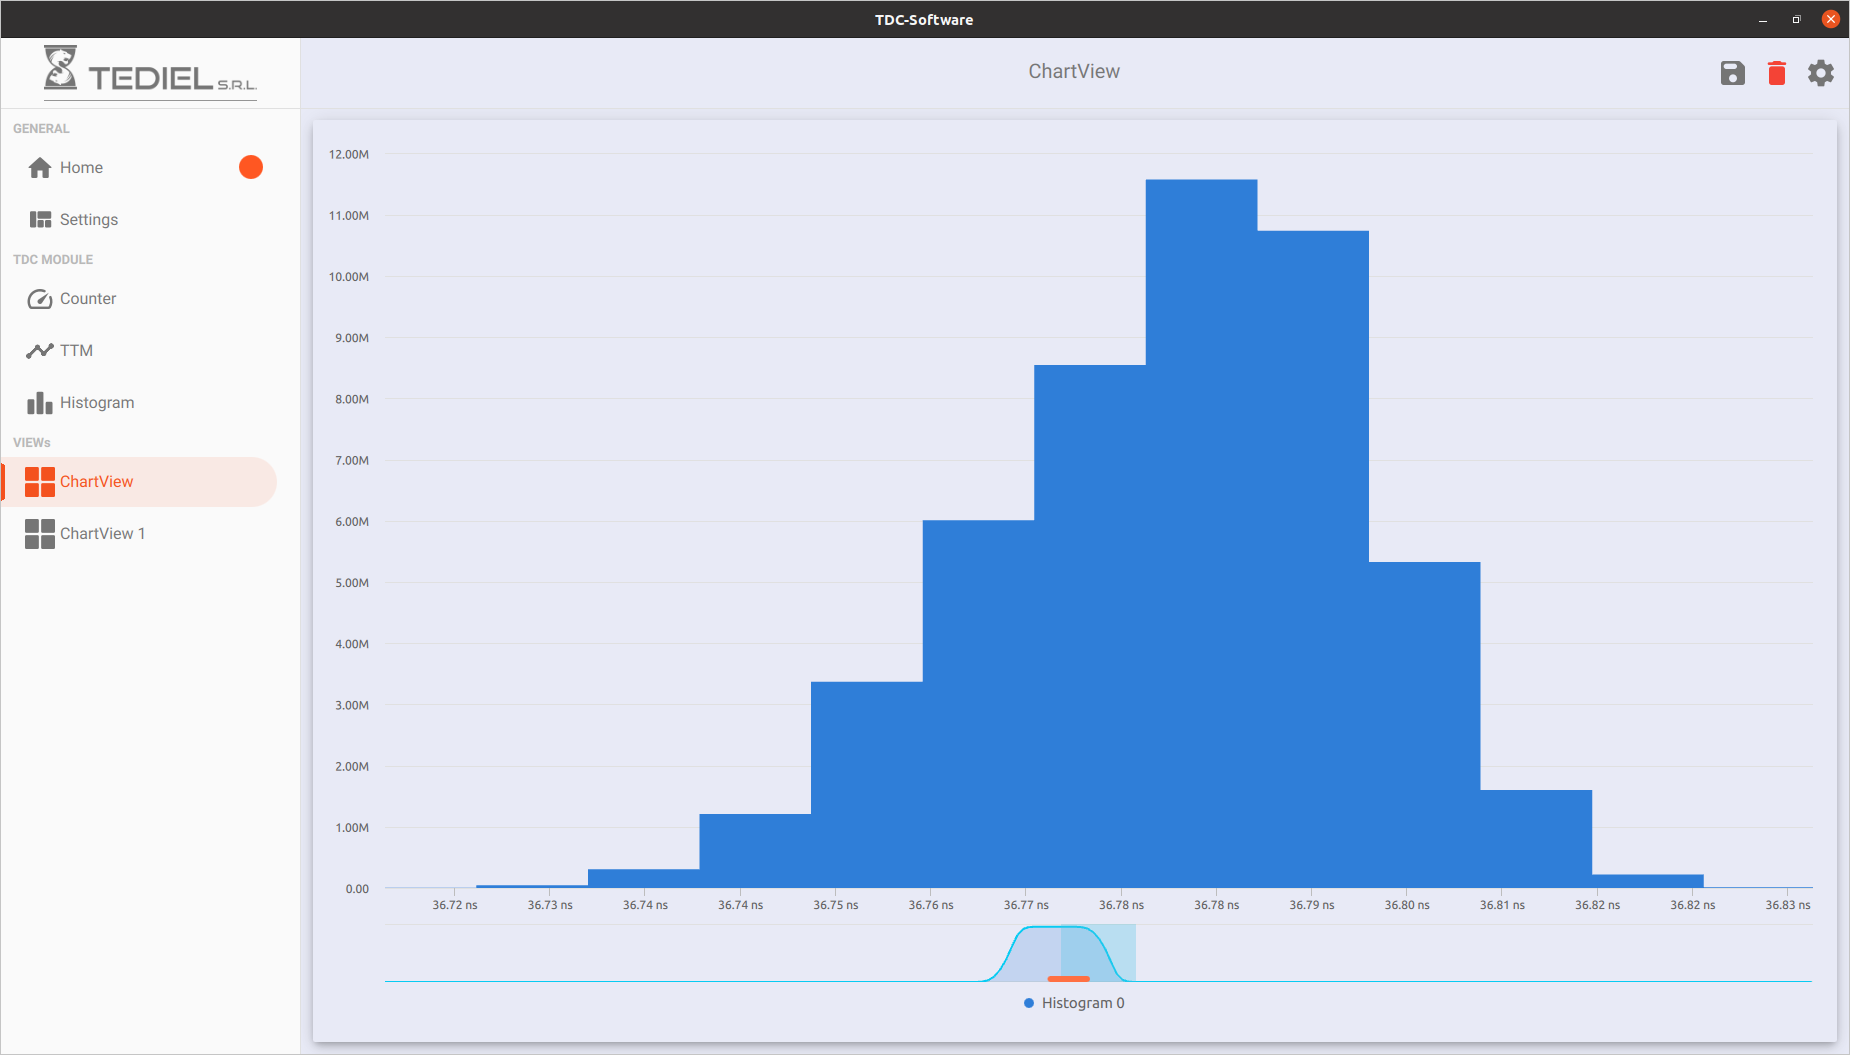 TDC-Software
TEDIEL S.R.L.
ChartView
GENERAL
Home
Settings
TDC MODULE
Counter
TTM
Histogram
VIEWs
ChartView
ChartView 1
12.00M
11.00M
10.00M
9.00M
8.00M
7.00M
6.00M
5.00M
4.00M
3.00M
2.00M
1.00M
0.00
36.72 ns 36.73 ns 36.74 ns 36.74 ns 36.75 ns 36.76 ns 36.77 ns 36.78 ns 36.78 ns 36.79 ns 36.80 ns 36.81 ns 36.82 ns 36.82 ns 36.83 ns
Histogram 0